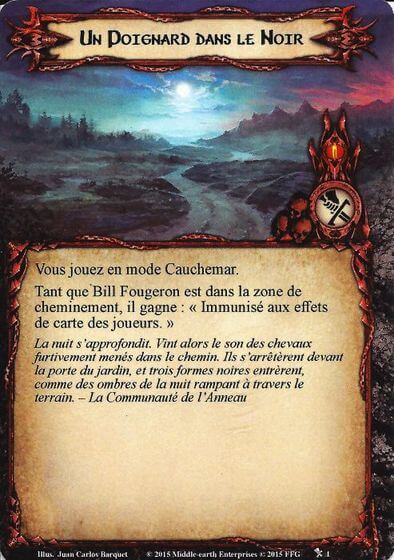 Un Poignard dans le Noir
Vous jouez en mode Cauchemar.
Tant que Bill Fougeron est dans la zone de
cheminement, il gagne : « Immunisé aux effets
de carte des joueurs. »
La nuit s'approfondit. Vint alors le son des chevaux
furtivement menés dans le chemin. Ils s'arrêtèrent devant
la porte du jardin, et trois formes noires entrèrent,
comme des ombres de la nuit rampant à travers le
terrain. – La Communauté de l'Anneau
Illus. Juan Carlos Barquet © 2015 Middle-earth Enterprises © 2015 FFG 1